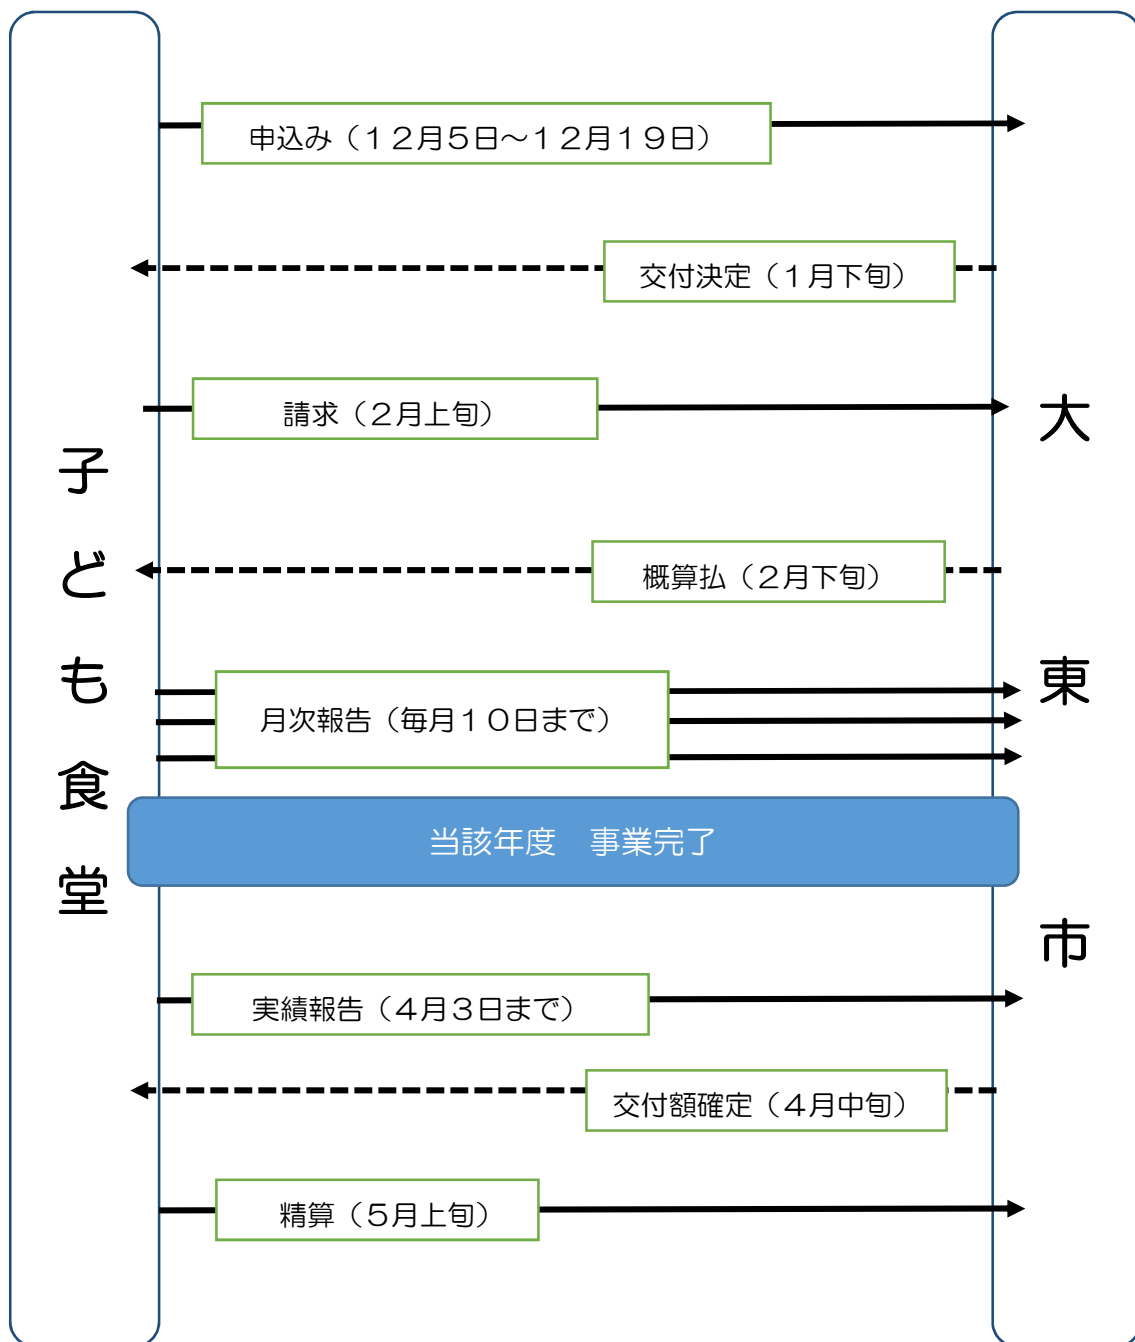 申込み（１２月５日～１２月１９日）
交付決定（１月下旬）
請求（２月上旬）
概算払（２月下旬）
月次報告（毎月１０日まで）
当該年度　事業完了
実績報告（４月３日まで）
交付額確定（４月中旬）
精算（５月上旬）
子ども食堂
大東市